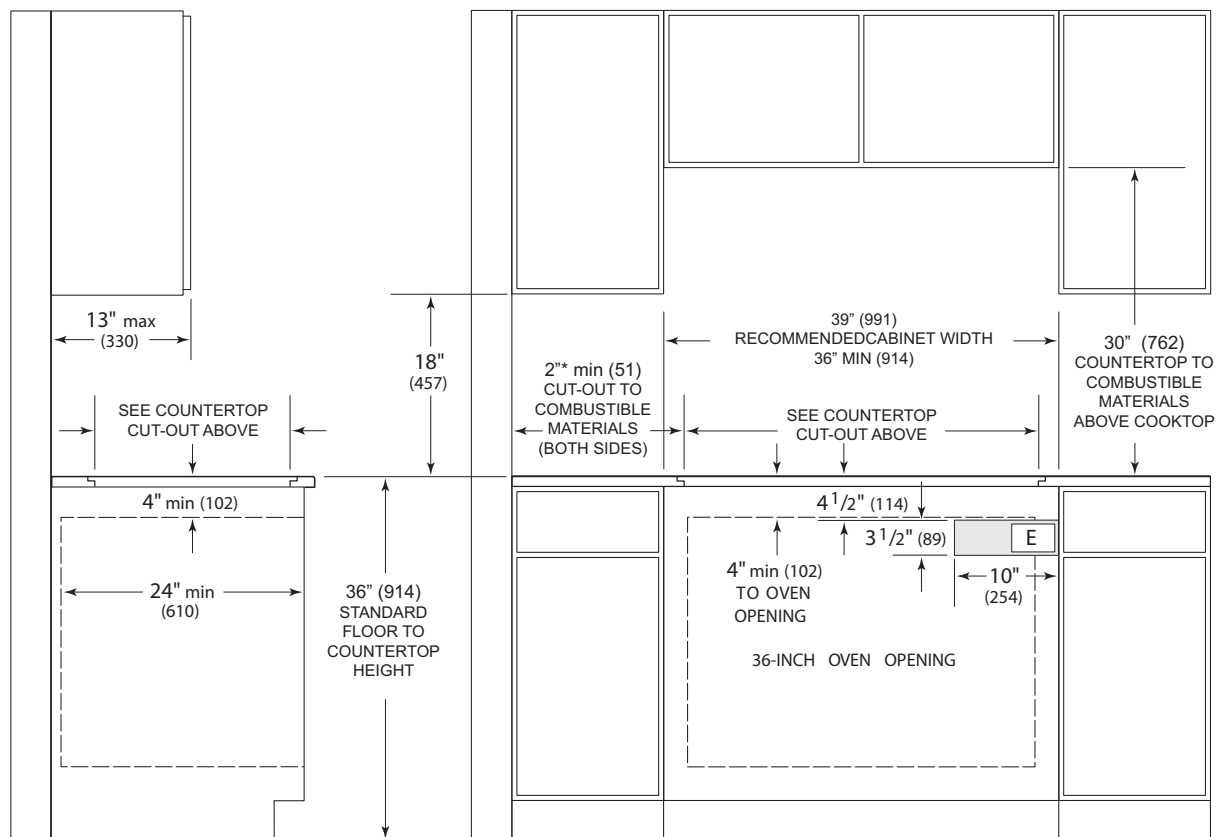 13" max
(330)
SEE COUNTERTOP
CUT-OUT ABOVE
4" min (102)
24" min
(610)
36” (914)
STANDARD
FLOOR TO
COUNTERTOP
HEIGHT
18"
(457)
2”* min (51)
CUT-OUT TO
COMBUSTIBLE
MATERIALS
(BOTH SIDES)
39” (991)
RECOMMENDEDCABINET WIDTH
36” MIN (914)
SEE COUNTERTOP
CUT-OUT ABOVE
30” (762)
COUNTERTOP TO
COMBUSTIBLE
MATERIALS
ABOVE COOKTOP
4 1/2" (114)
3 1/2" (89)
E
4" min (102)
TO OVEN
OPENING
10"
(254)
36-INCH OVEN OPENING